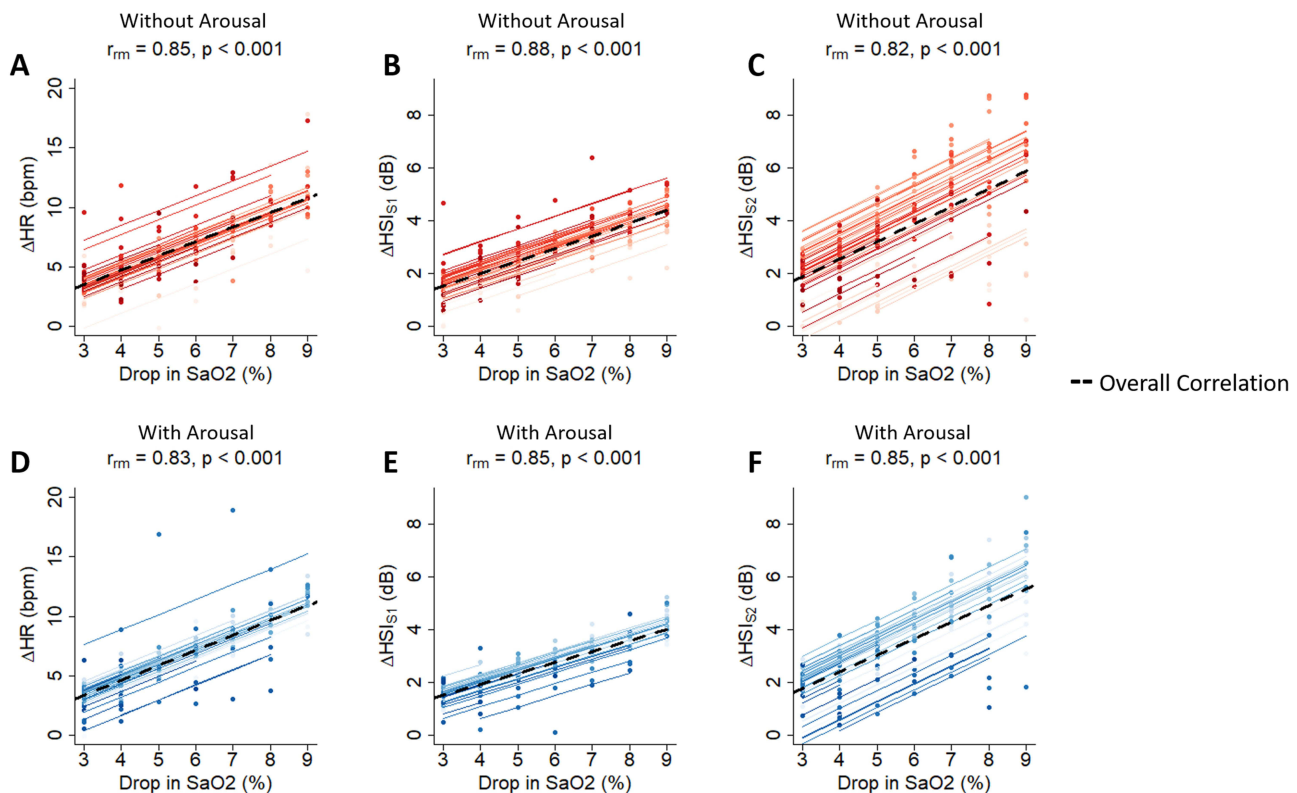 Without Arousal
r_rm = 0.85, p < 0.001
A
ΔHR (bpm)
20
15
10
5
0
3 4 5 6 7 8 9
Drop in SaO2 (%)
Without Arousal
r_rm = 0.88, p < 0.001
B
ΔHSI_S1 (dB)
8
6
4
2
0
3 4 5 6 7 8 9
Drop in SaO2 (%)
Without Arousal
r_rm = 0.82, p < 0.001
C
ΔHSI_S2 (dB)
8
6
4
2
0
3 4 5 6 7 8 9
Drop in SaO2 (%)
Overall Correlation
With Arousal
r_rm = 0.83, p < 0.001
D
ΔHR (bpm)
20
15
10
5
0
3 4 5 6 7 8 9
Drop in SaO2 (%)
With Arousal
r_rm = 0.85, p < 0.001
E
ΔHSI_S1 (dB)
8
6
4
2
0
3 4 5 6 7 8 9
Drop in SaO2 (%)
With Arousal
r_rm = 0.85, p < 0.001
F
ΔHSI_S2 (dB)
8
6
4
2
0
3 4 5 6 7 8 9
Drop in SaO2 (%)